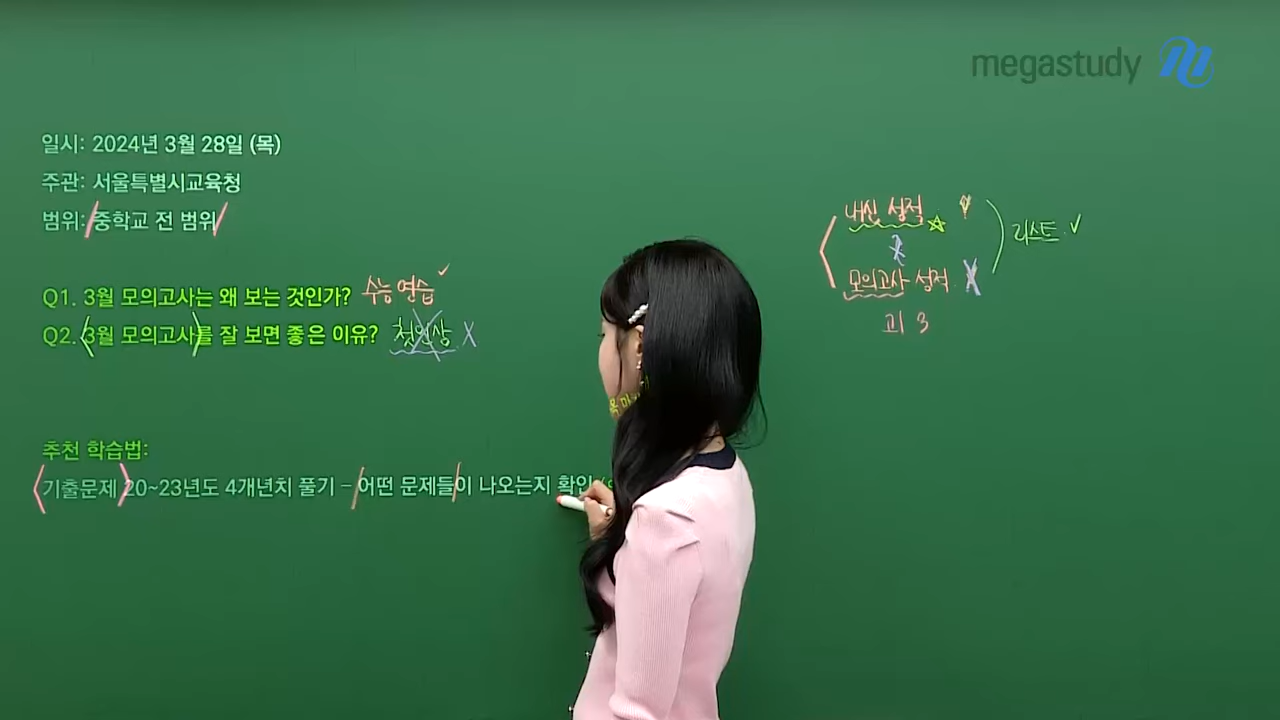 megastudy
일시: 2024년 3월 28일 (목)
주관: 서울특별시교육청
범위: 중학교 전 범위
Q1. 3월 모의고사는 왜 보는 것인가? 수능 연습
Q2. 3월 모의고사를 잘 보면 좋은 이유? 첫인상 X
추천 학습법:
기출문제 20~23년도 4개년치 풀기 – 어떤 문제들이 나오는지 확인
내신 성적
모의고사 성적 X
고3
리스트